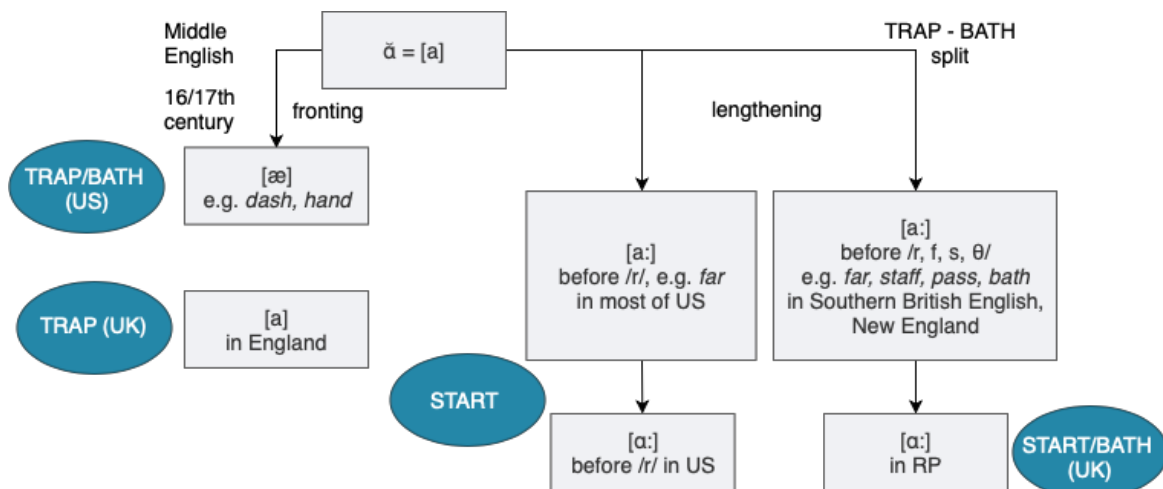 Middle
English
ᾰ = [a]
TRAP - BATH
split
16/17th
century
fronting
lengthening
TRAP/BATH
(US)
[æ]
e.g. dash, hand
[a:]
before /r/, e.g. far
in most of US
[a:]
before /r, f, s, θ/
e.g. far, staff, pass, bath
in Southern British English,
New England
TRAP (UK)
[a]
in England
START
[ɑ:]
before /r/ in US
[ɑ:]
in RP
START/BATH
(UK)